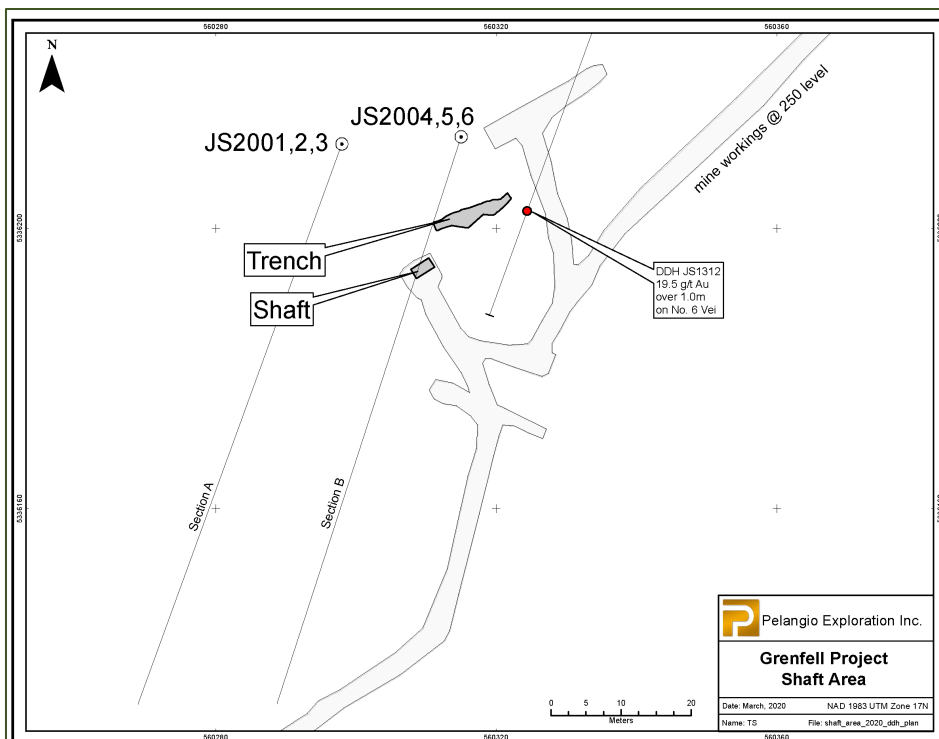 560280
560320
560360
N
JS2004,5,6
JS2001,2,3
mine workings @ 250 level
5336200
Trench
Shaft
DDH JS1312
19.5 g/t Au
over 1.0m
on No. 6 Vei
Section A
Section B
5336160
Pelangio Exploration Inc.
Grenfell Project
Shaft Area
0 5 10 20
Meters
Date: March, 2020 NAD 1983 UTM Zone 17N
Name: TS File: shaft_area_2020_ddh_plan
560280
560320
560360